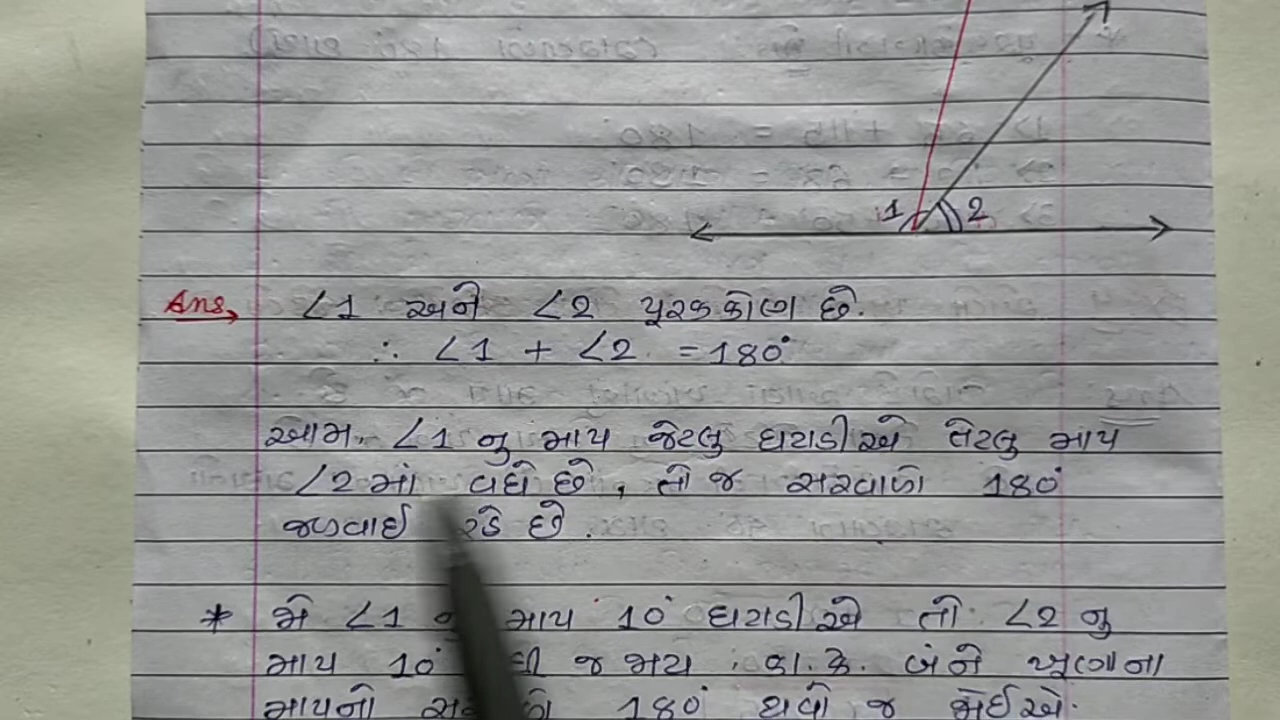 1 2
Ans, ∠1 અને ∠2 પૂરકકોણ છે.
∴ ∠1 + ∠2 = 180°
આમ, ∠1 નુ માપ જેટલુ ઘટાડીએ તેટલુ માપ
∠2 માં વધે છે, તો જ સરવાળો 180°
જળવાઈ રહે છે.
* જો ∠1 માપ 10° ઘટાડીએ તો ∠2 નુ
માપ 10° જ જાય . કા.કે. બંને ખૂણાના
માપનો 180° થવો જ જોઈએ.